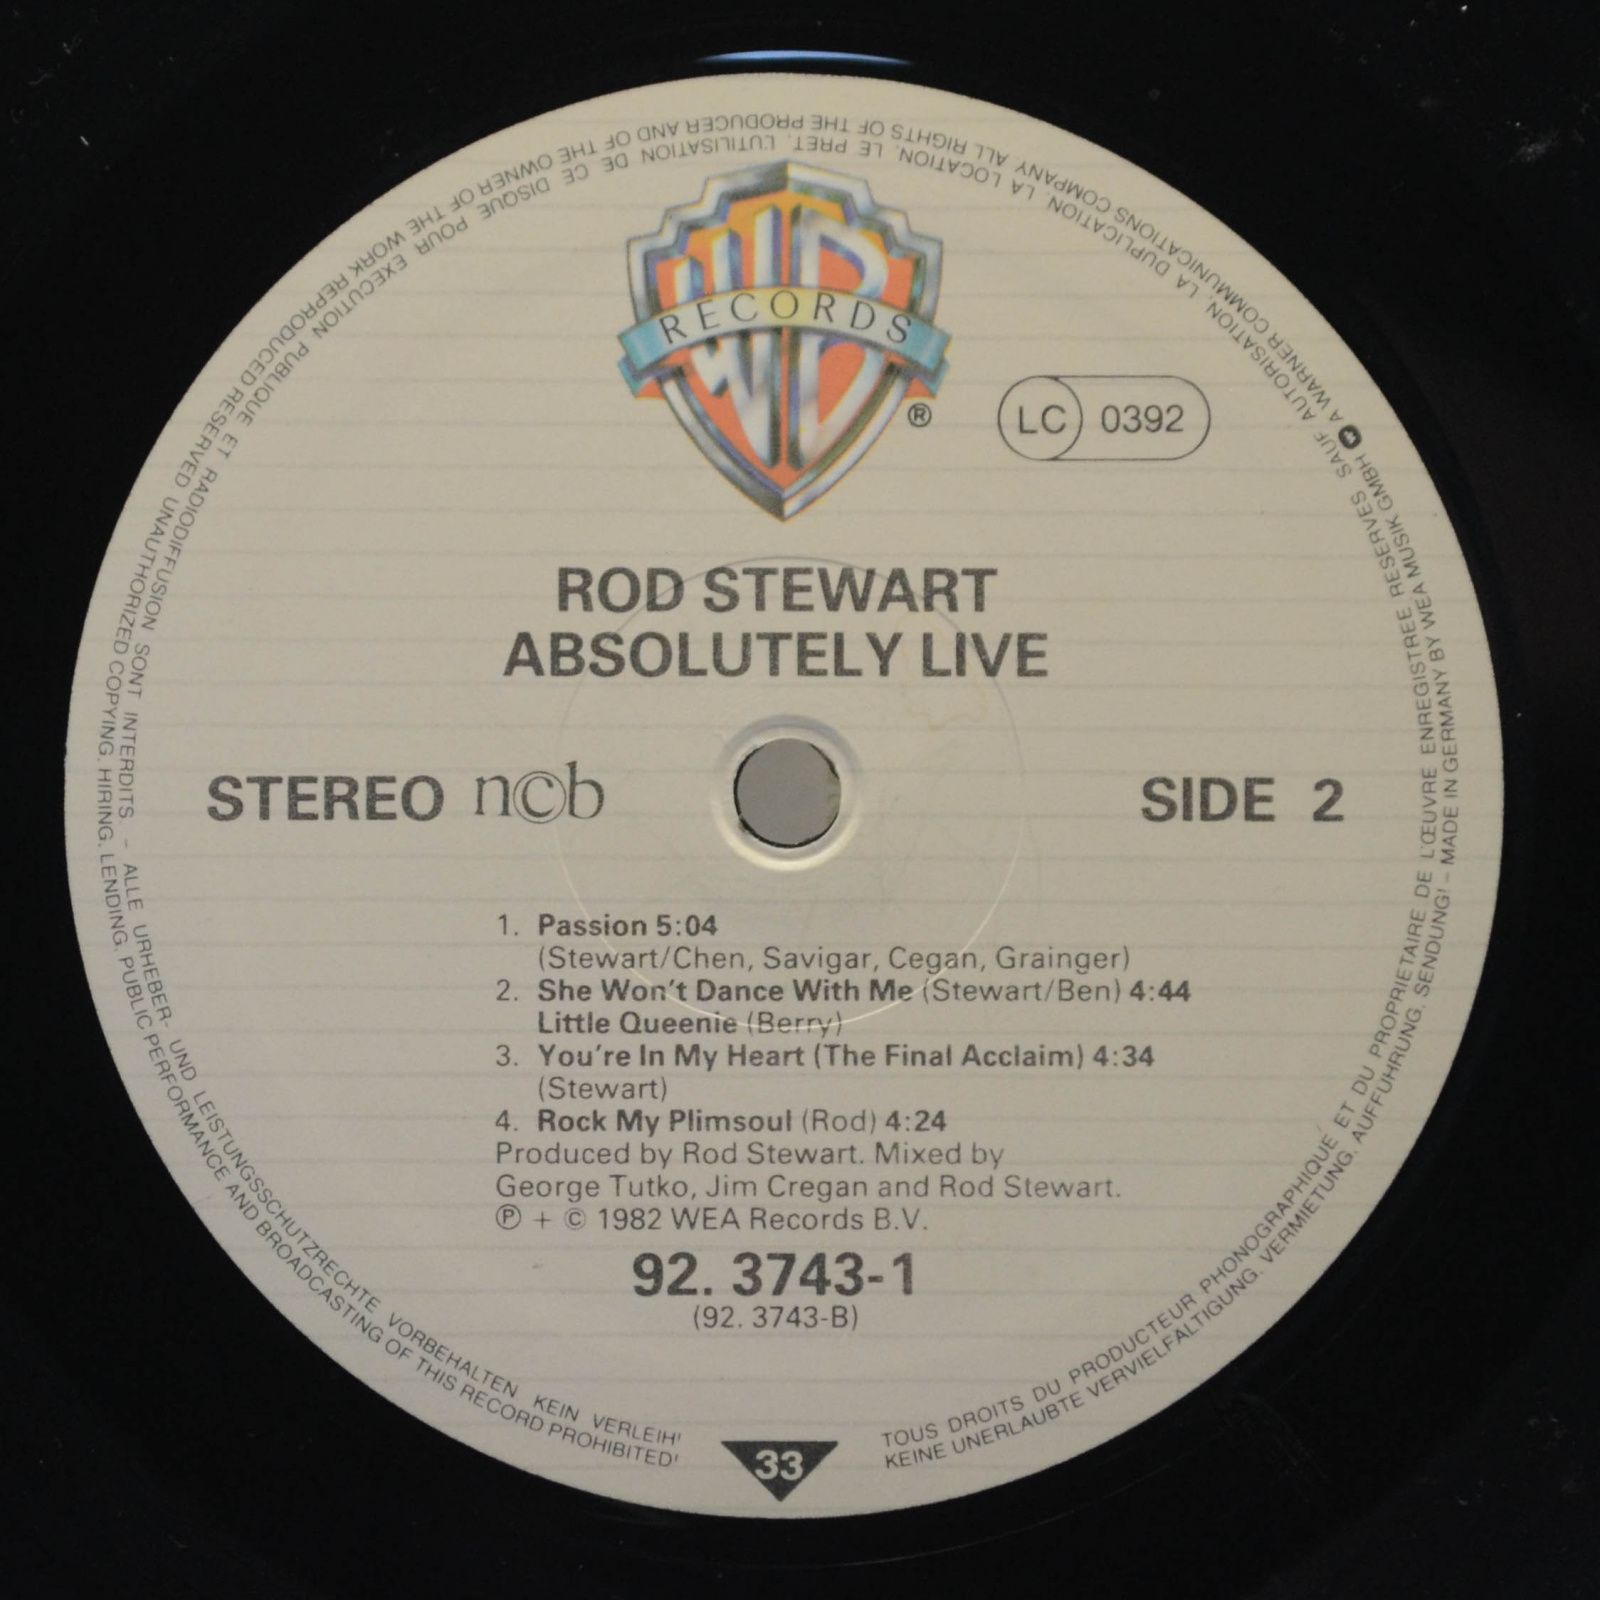 WB
RECORDS
®
LC 0392
ROD STEWART
ABSOLUTELY LIVE
STEREO n©b
SIDE 2
1. Passion 5:04
(Stewart/Chen, Savigar, Cegan, Grainger)
2. She Won't Dance With Me (Stewart/Ben) 4:44
Little Queenie (Berry)
3. You're In My Heart (The Final Acclaim) 4:34
(Stewart)
4. Rock My Plimsoul (Rod) 4:24
Produced by Rod Stewart. Mixed by
George Tutko, Jim Cregan and Rod Stewart.
℗ + © 1982 WEA Records B.V.
92. 3743-1
(92. 3743-B)
33
TOUS DROITS DU PRODUCTEUR PHONOGRAPHIQUE ET DU PROPRIETAIRE DE L'ŒUVRE ENREGISTREE RESERVES SAUF AUTORISATION, LA DUPLICATION, LA LOCATION, LE PRET, L'UTILISATION DE CE DISQUE POUR EXECUTION PUBLIQUE ET RADIODIFFUSION SONT INTERDITS – ALLE URHEBER- UND LEISTUNGSSCHUTZRECHTE VORBEHALTEN KEIN VERLEIH!
KEINE UNERLAUBTE VERVIELFALTIGUNG, VERMIETUNG, AUFFUHRUNG, SENDUNG! – MADE IN GERMANY BY WEA MUSIK GMBH A WARNER COMMUNICATIONS COMPANY ALL RIGHTS OF THE PRODUCER AND OF THE OWNER OF THE WORK REPRODUCED RESERVED UNAUTHORIZED COPYING, HIRING, LENDING, PUBLIC PERFORMANCE AND BROADCASTING OF THIS RECORD PROHIBITED!